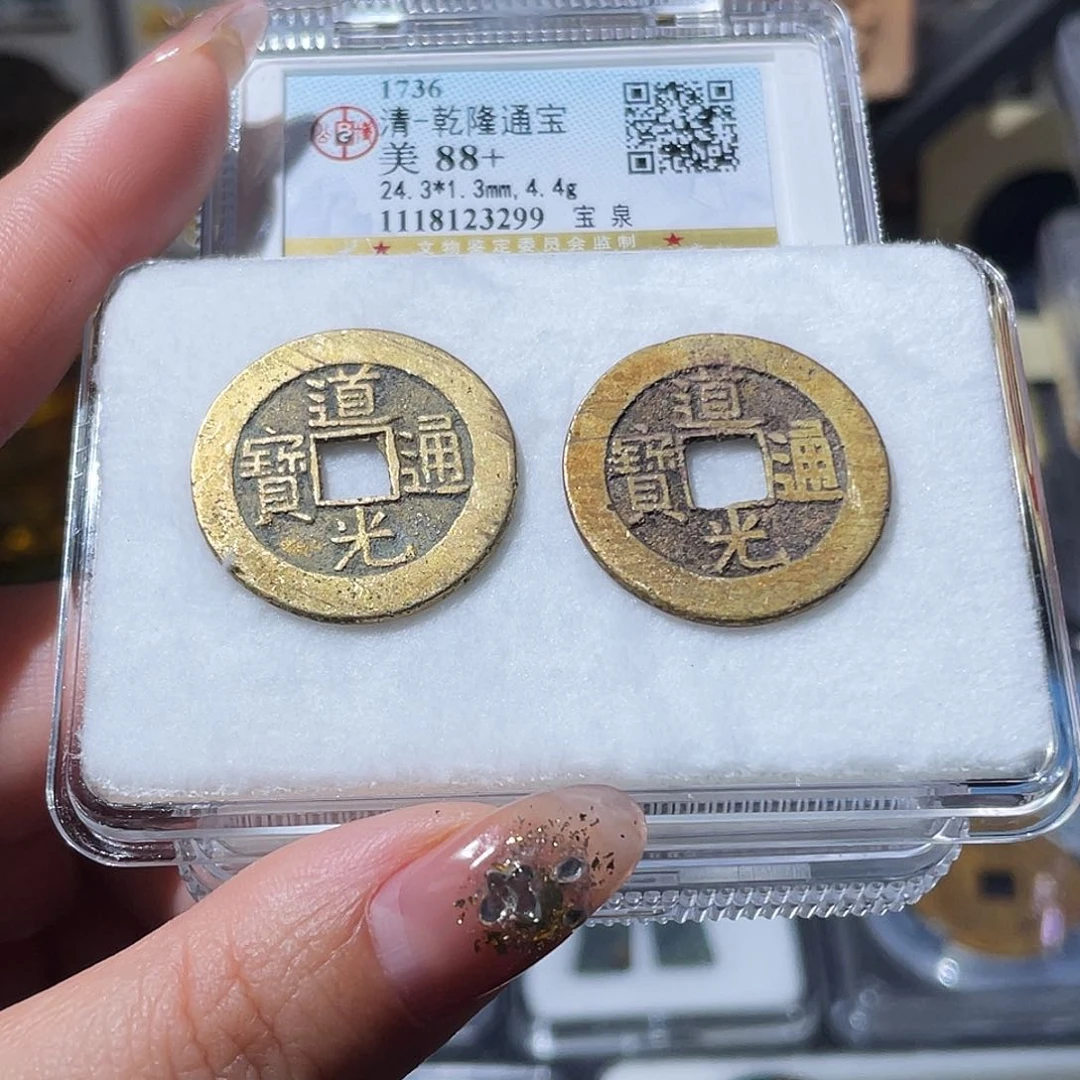 1736
清-乾隆通宝
美 88+
24.3*1.3mm, 4.4g
1118123299 宝泉
★ 文物鉴定委员会监制 ★
道光通寶
道光通寶